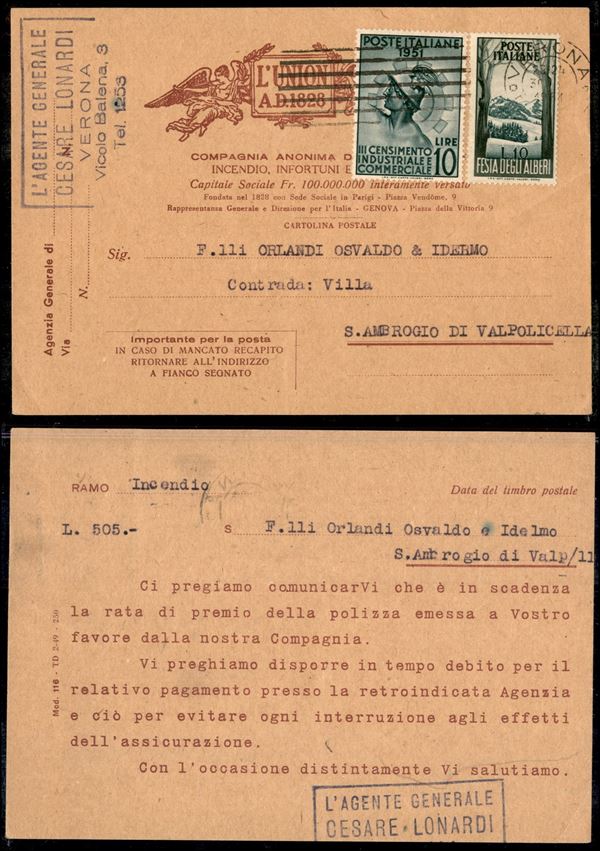 L'AGENTE GENERALE
CESARE LONARDI
VERONA
Vicolo Balena, 3
Tel. 1253
Agenzia Generale di
Via
N.
L'UNION
A.D.1828
COMPAGNIA ANONIMA D
INCENDIO, INFORTUNI E
Capitale Sociale Fr. 100.000.000 interamente versato
Fondata nel 1828 con Sede Sociale in Parigi - Piazza Vendôme, 9
Rappresentanza Generale e Direzione per l'Italia - GENOVA - Piazza della Vittoria 9
CARTOLINA POSTALE
POSTE ITALIANE
1951
III CENSIMENTO
INDUSTRIALE E
COMMERCIALE
LIRE
10
POSTE
ITALIANE
L.10
FESTA DEGLI ALBERI
Sig. F.lli ORLANDI OSVALDO & IDERMO
Contrada: Villa
S.AMBROGIO DI VALPOLICELLA
Importante per la posta
IN CASO DI MANCATO RECAPITO
RITORNARE ALL'INDIRIZZO
A FIANCO SEGNATO
RAMO Incendio
Data del timbro postale
L. 505.- S F.lli Orlandi Osvaldo e Idelmo
S.Ambrogio di Valp/ll
Ci pregiamo comunicarVi che è in scadenza
la rata di premio della polizza emessa a Vostro
favore dalla nostra Compagnia.
Vi preghiamo disporre in tempo debito per il
relativo pagamento presso la retroindicata Agenzia
e ciò per evitare ogni interruzione agli effetti
dell'assicurazione.
Con l'occasione distintamente Vi salutiamo.
Mod. 116 - TD 2-49 - 250
L'AGENTE GENERALE
CESARE LONARDI